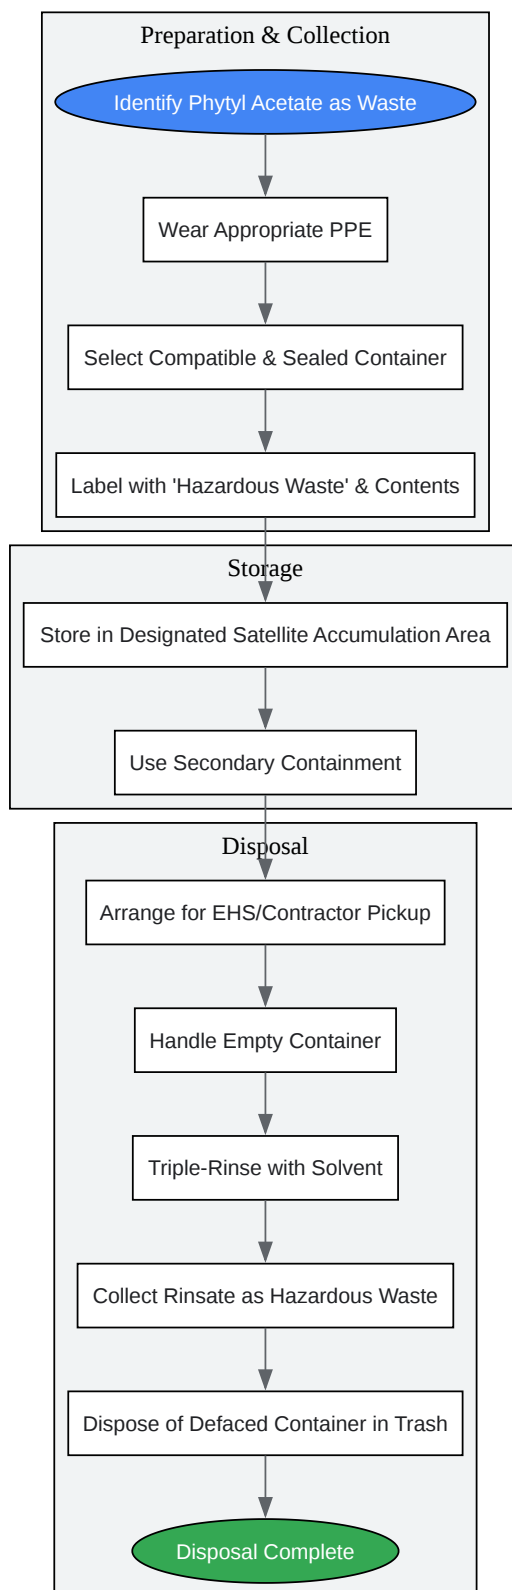 Preparation & Collection
Identify Phytyl Acetate as Waste
Wear Appropriate PPE
Select Compatible & Sealed Container
Label with 'Hazardous Waste' & Contents
Storage
Store in Designated Satellite Accumulation Area
Use Secondary Containment
Disposal
Arrange for EHS/Contractor Pickup
Handle Empty Container
Triple-Rinse with Solvent
Collect Rinsate as Hazardous Waste
Dispose of Defaced Container in Trash
Disposal Complete